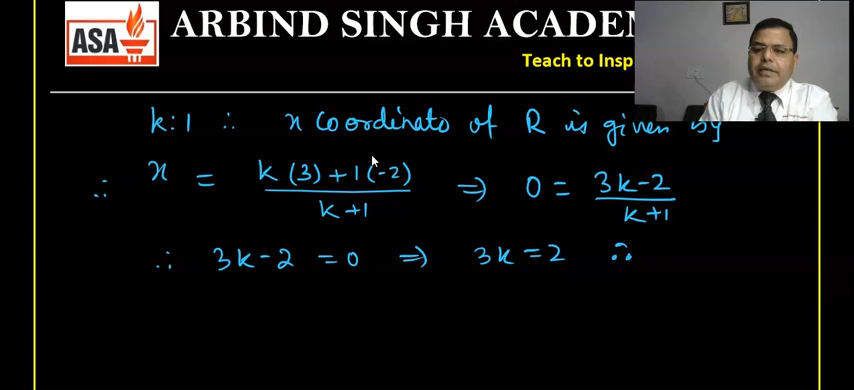 ARBIND SINGH ACADEM
ASA
Teach to Insp
k:1 ∴ x coordinate of R is given by
∴ x = k(3)+1(-2) / k+1 ⇒ 0 = 3k-2 / k+1
∴ 3k-2 = 0 ⇒ 3k = 2 ∴